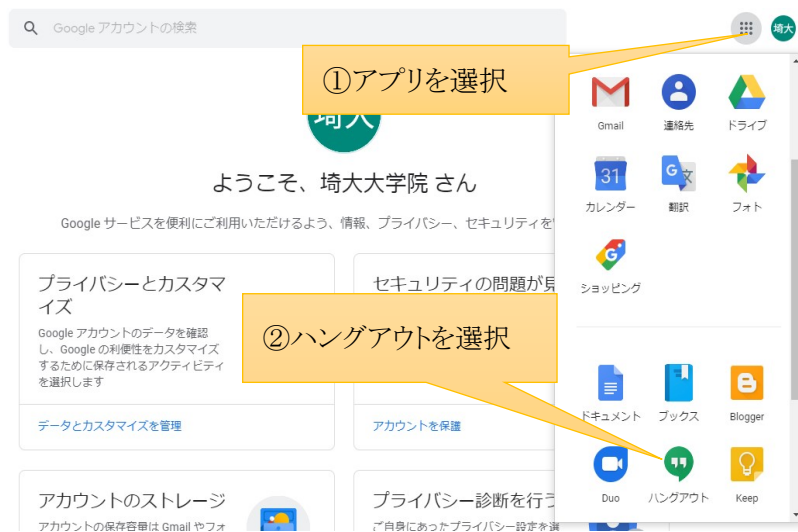 Google アカウントの検索
埼大
①アプリを選択
埼大
Gmail
連絡先
ドライブ
31
カレンダー
翻訳
フォト
ショッピング
ようこそ、埼大大学院 さん
Google サービスを便利にご利用いただけるよう、情報、プライバシー、セキュリティを
プライバシーとカスタマ
イズ
Google アカウントのデータを確認
し、Google の利便性をカスタマイズ
するために保存されるアクティビティ
を選択します
データとカスタマイズを管理
セキュリティの問題が見
②ハングアウトを選択
アカウントを保護
ドキュメント
ブックス
Blogger
Duo
ハングアウト
Keep
アカウントのストレージ
アカウントの保存容量は Gmail やフォ
プライバシー診断を行う
ご自身にあったプライバシー設定を選